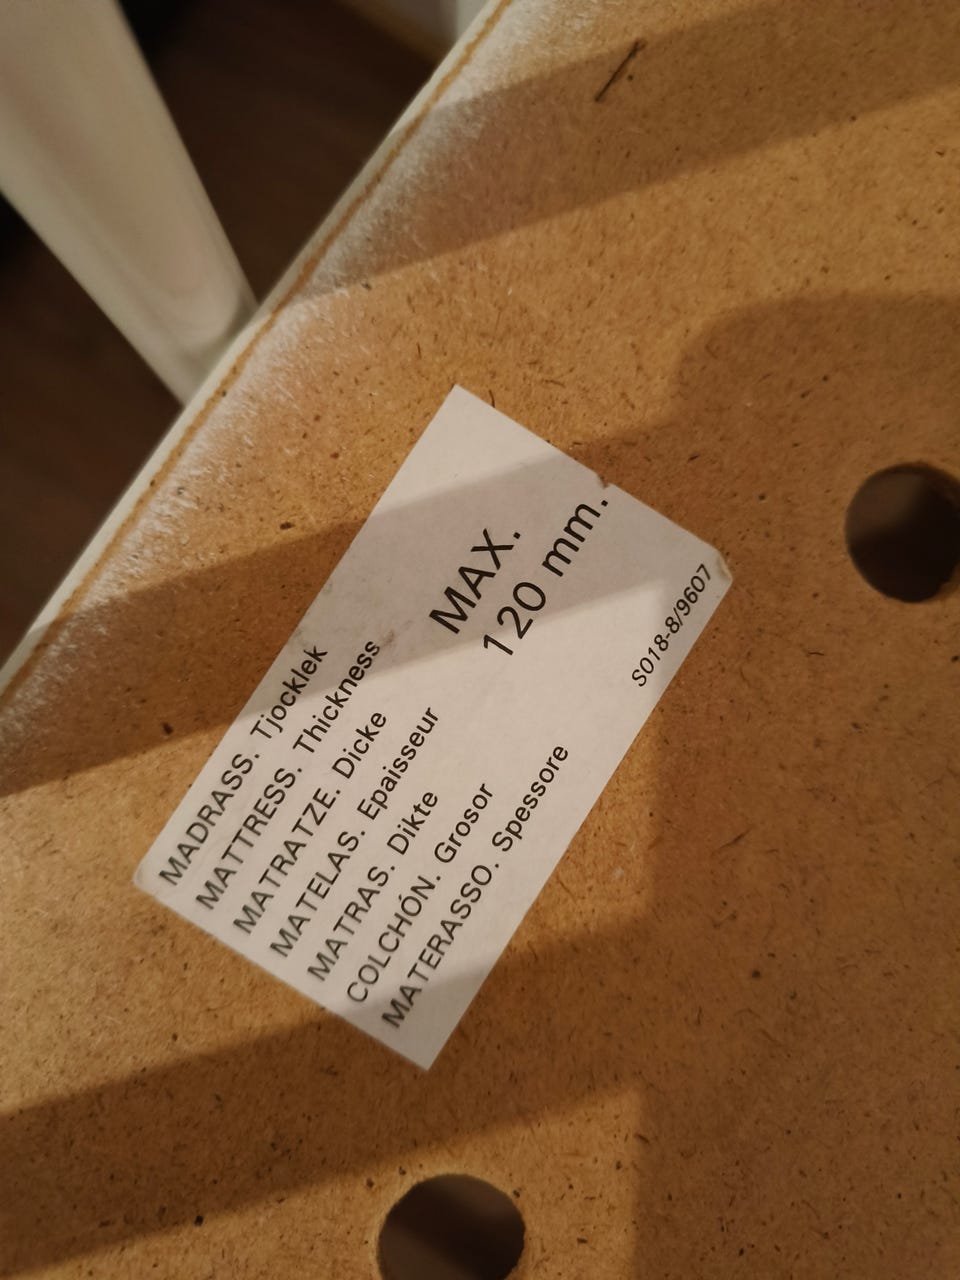 MADRASS. Tjocklek
MATTRESS. Thickness
MATRATZE. Dicke
MATELAS. Epaisseur
MATRAS. Dikte
COLCHÓN. Grosor
MATERASSO. Spessore
MAX.
120 mm.
S018-8/9607